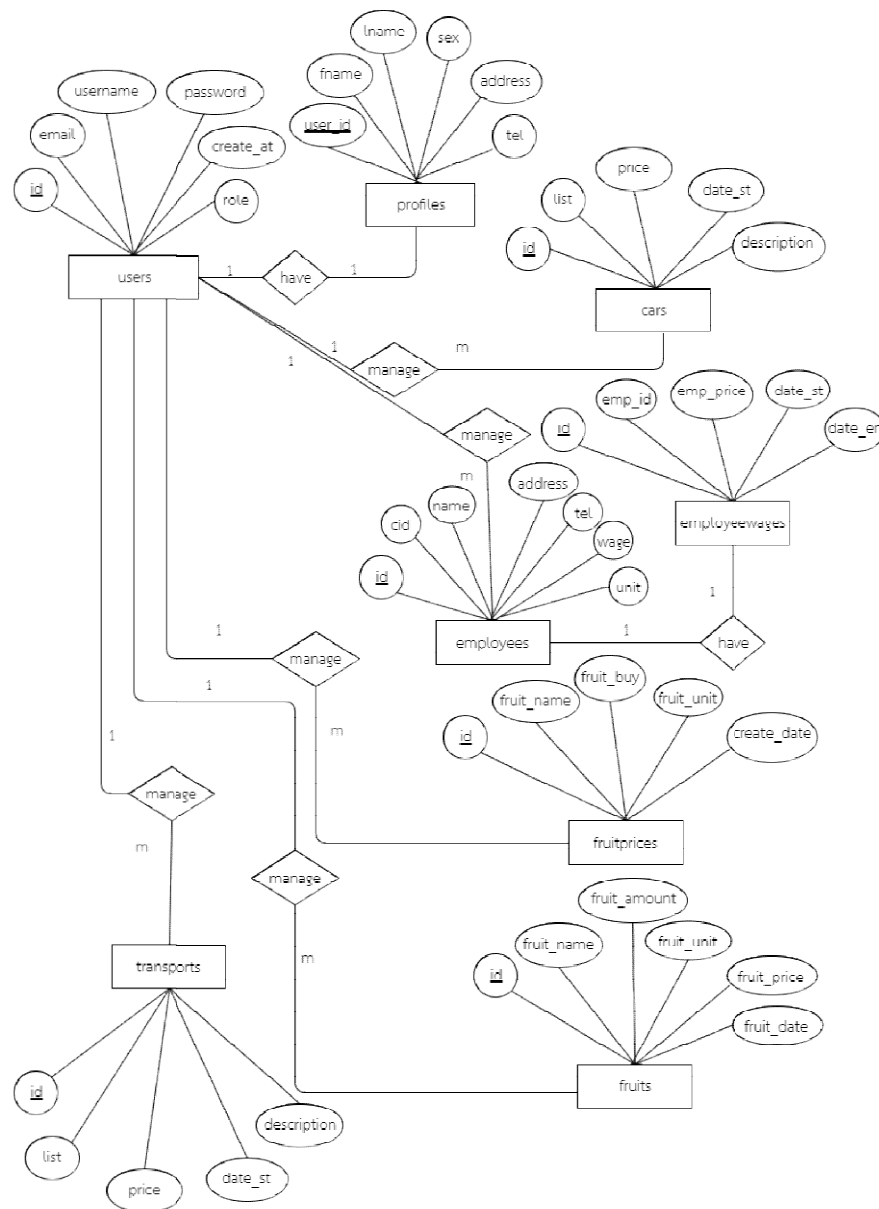 lname
sex
fname
address
username
password
user_id
tel
email
create_at
id
role
profiles
users
1
have
1
price
list
date_st
id
description
cars
1
1
manage
m
manage
m
emp_id
emp_price
date_st
id
date_en
employeewages
address
name
tel
cid
wage
id
unit
employees
1
1
have
1
manage
1
m
fruit_buy
fruit_name
fruit_unit
id
create_date
fruitprices
1
manage
m
manage
m
fruit_amount
fruit_name
fruit_unit
id
fruit_price
fruit_date
fruits
transports
id
list
price
date_st
description